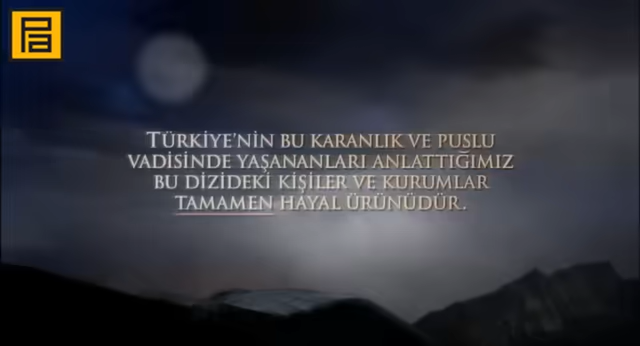 Pa
TÜRKİYE'NİN BU KARANLIK VE PUSLU
VADİSİNDE YAŞANANLARI ANLATTIĞIMIZ
BU DİZİDEKİ KİŞİLER VE KURUMLAR
TAMAMEN HAYAL ÜRÜNÜDÜR.